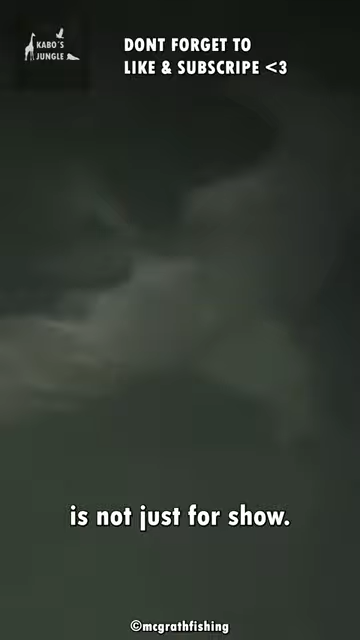 KABO'S
JUNGLE
DONT FORGET TO
LIKE & SUBSCRIPE <3
is not just for show.
©mcgrathfishing